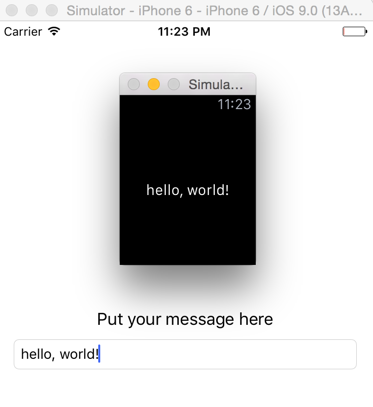 Simulator - iPhone 6 - iPhone 6 / iOS 9.0 (13A...
Carrier 11:23 PM
Simula...
11:23
hello, world!
Put your message here
hello, world!